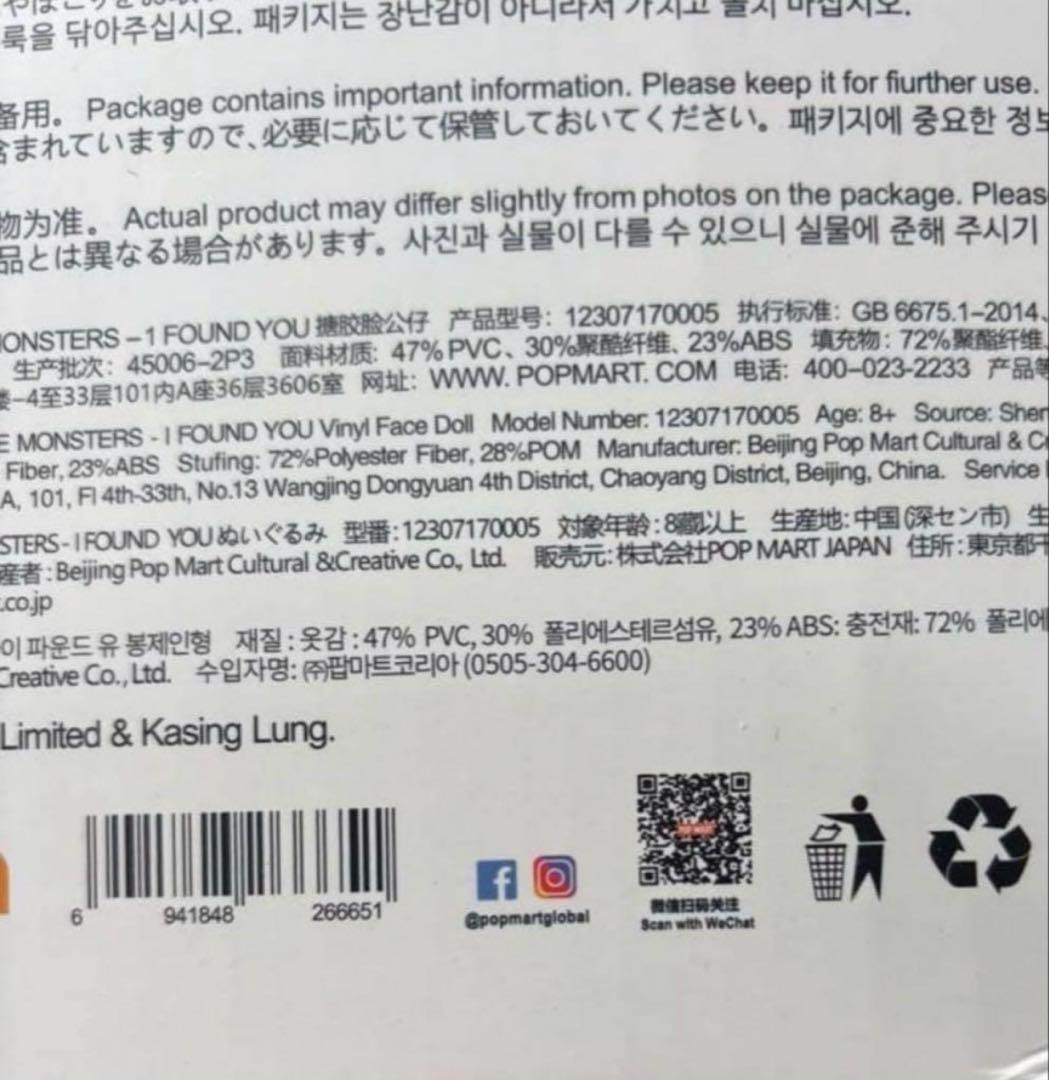 룩을 닦아주십시오. 패키지는 장난감이 아니라서 가지고 놀지 마십시오.
备用。 Package contains important information. Please keep it for fiurther use.
含まれていますので、必要に応じて保管しておいてください。패키지에 중요한 정보
物为准。 Actual product may differ slightly from photos on the package. Pleas
品とは異なる場合があります。사진과 실물이 다를 수 있으니 실물에 준해 주시기
MONSTERS – 1 FOUND YOU 搪胶脸公仔 产品型号: 12307170005 执行标准: GB 6675.1–2014、
生产批次: 45006–2P3 面料材质: 47% PVC、30%聚酯纤维、23%ABS 填充物: 72%聚酯纤维、
–4至33层101内A座36层3606室 网址: WWW. POPMART. COM 电话: 400–023–2233 产品等
E MONSTERS - I FOUND YOU Vinyl Face Doll Model Number: 12307170005 Age: 8+ Source: Shen
Fiber, 23%ABS Stufing: 72%Polyester Fiber, 28%POM Manufacturer: Beijing Pop Mart Cultural & Cr
A, 101, Fl 4th-33th, No.13 Wangjing Dongyuan 4th District, Chaoyang District, Beijing, China. Service
STERS - I FOUND YOU ぬいぐるみ 型番:12307170005 対象年齢:8歳以上 生産地:中国(深セン市) 生
産者:Beijing Pop Mart Cultural &Creative Co., Ltd. 販売元:株式会社POP MART JAPAN 住所:東京都千
.co.jp
이 파운드 유 봉제인형 재질:옷감:47% PVC, 30% 폴리에스테르섬유, 23% ABS: 충전재: 72% 폴리에
Creative Co., Ltd. 수입자명: ㈜팝마트코리아 (0505-304-6600)
Limited & Kasing Lung.
6 941848 266651
@popmartglobal
微信扫码关注
Scan with WeChat